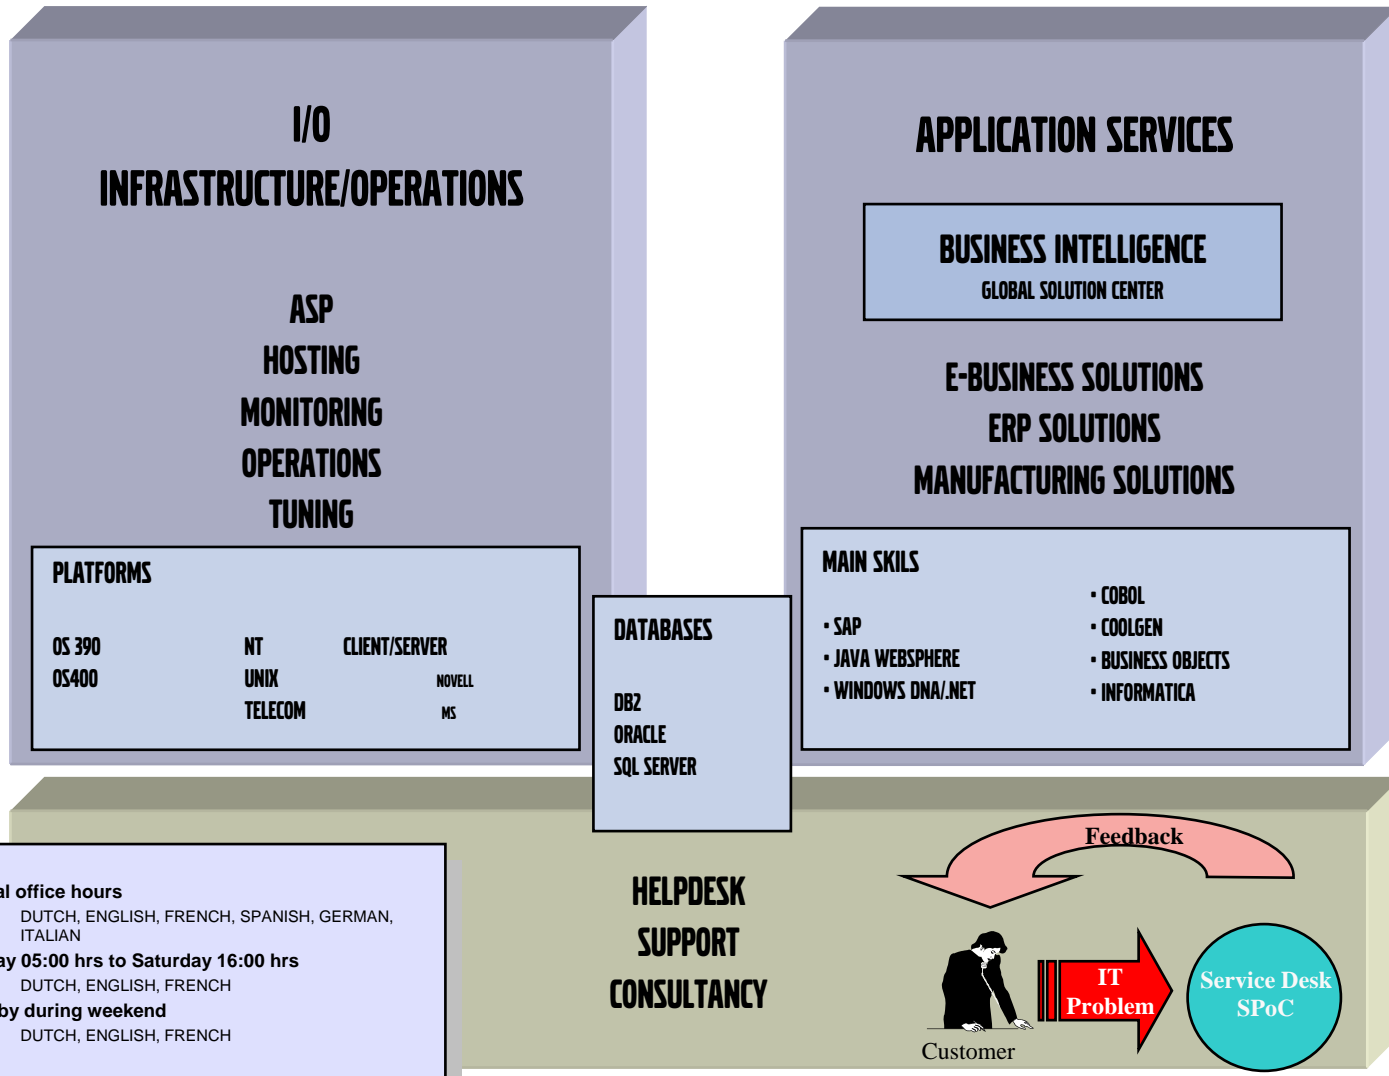 I/O
INFRASTRUCTURE/OPERATIONS
ASP
HOSTING
MONITORING
OPERATIONS
TUNING
PLATFORMS
OS 390 NT CLIENT/SERVER
OS400 UNIX NOVELL
TELECOM MS
APPLICATION SERVICES
BUSINESS INTELLIGENCE
GLOBAL SOLUTION CENTER
E-BUSINESS SOLUTIONS
ERP SOLUTIONS
MANUFACTURING SOLUTIONS
MAIN SKILS
• SAP
• JAVA WEBSPHERE
• WINDOWS DNA/.NET
• COBOL
• COOLGEN
• BUSINESS OBJECTS
• INFORMATICA
DATABASES
DB2
ORACLE
SQL SERVER
office hours
DUTCH, ENGLISH, FRENCH, SPANISH, GERMAN,
ITALIAN
05:00 hrs to Saturday 16:00 hrs
DUTCH, ENGLISH, FRENCH
during weekend
DUTCH, ENGLISH, FRENCH
HELPDESK
SUPPORT
CONSULTANCY
Feedback
IT
Problem
Service Desk
SPoC
Customer